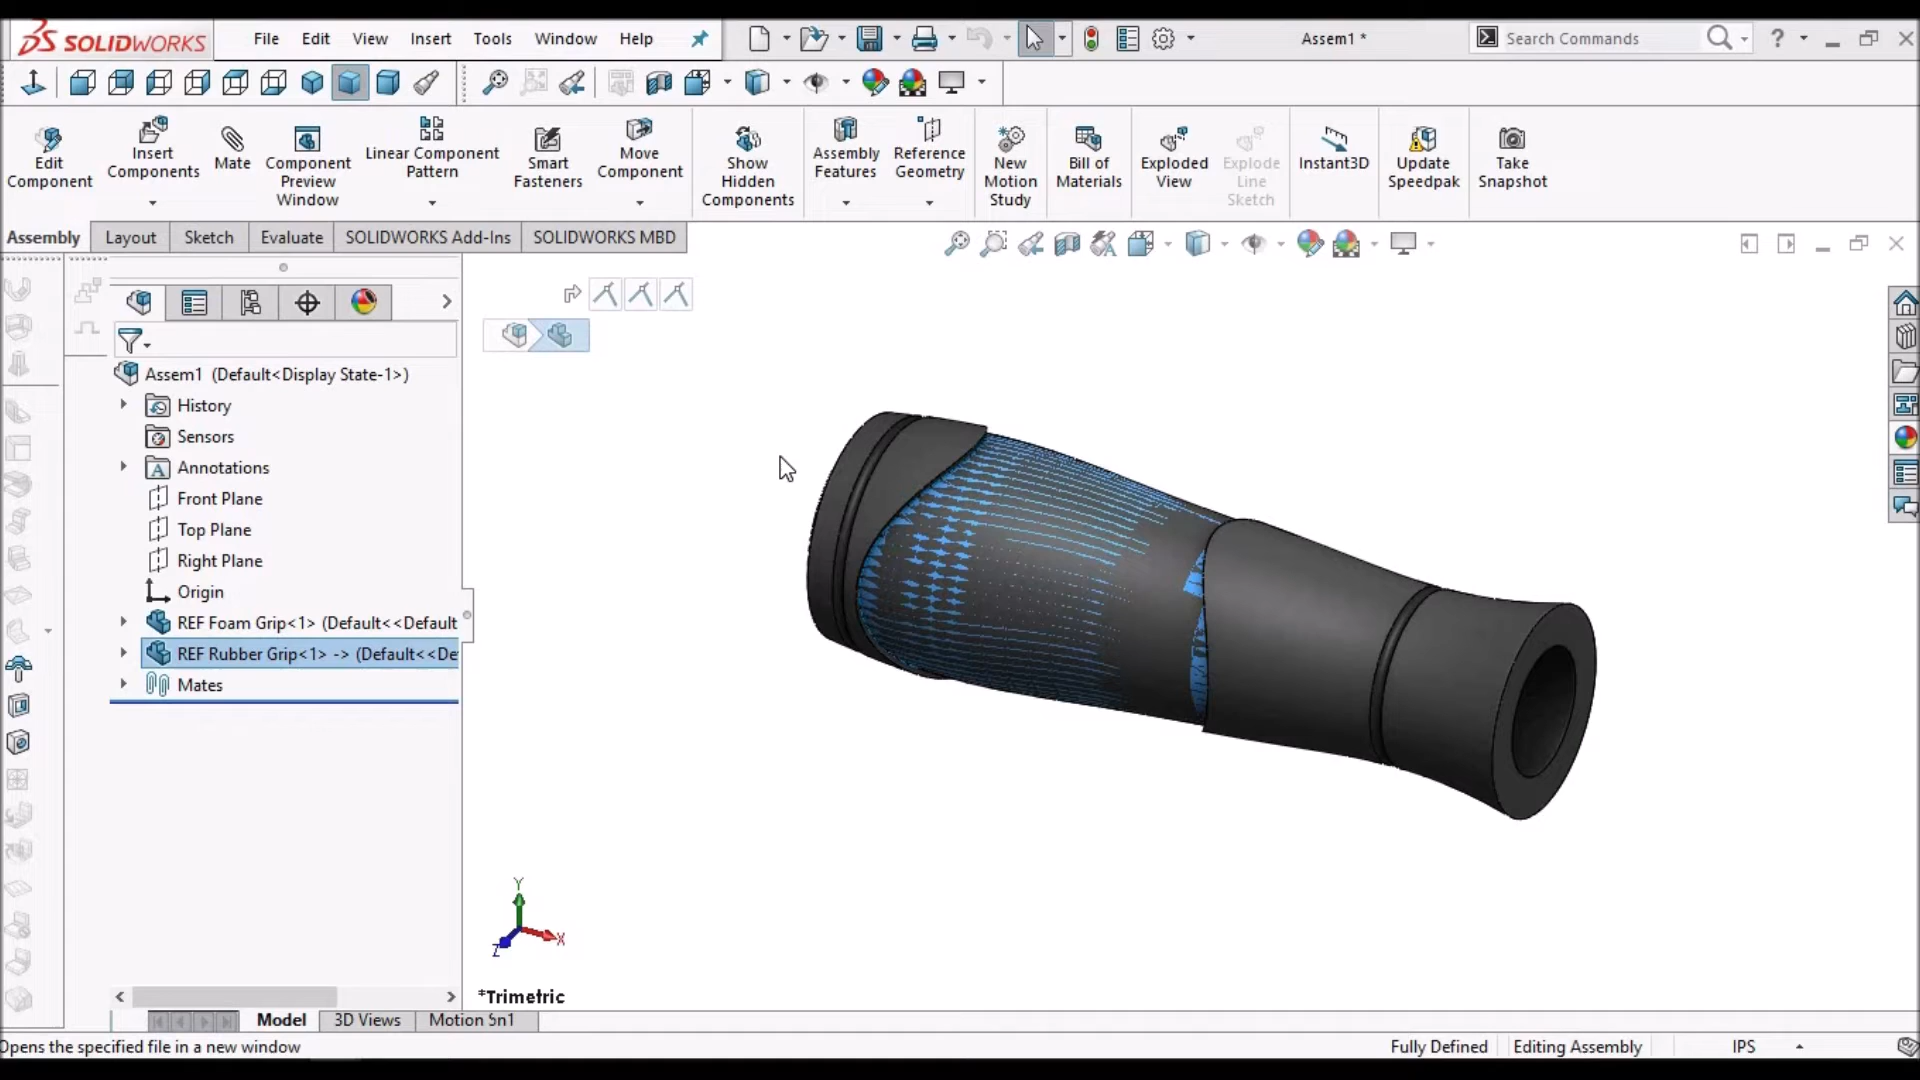 SOLIDWORKS
File Edit View Insert Tools Window Help
Assem1 *
Search Commands
?
Edit Component
Insert Components
Mate
Component Preview Window
Linear Component Pattern
Smart Fasteners
Move Component
Show Hidden Components
Assembly Features
Reference Geometry
New Motion Study
Bill of Materials
Exploded View
Explode Line Sketch
Instant3D
Update Speedpak
Take Snapshot
Assembly Layout Sketch Evaluate SOLIDWORKS Add-Ins SOLIDWORKS MBD
Assem1 (Default<Display State-1>)
History
Sensors
Annotations
Front Plane
Top Plane
Right Plane
Origin
REF Foam Grip<1> (Default<<Default
REF Rubber Grip<1> -> (Default<<De
Mates
Y
X
Z
*Trimetric
Model 3D Views Motion Sn1
Opens the specified file in a new window
Fully Defined Editing Assembly IPS